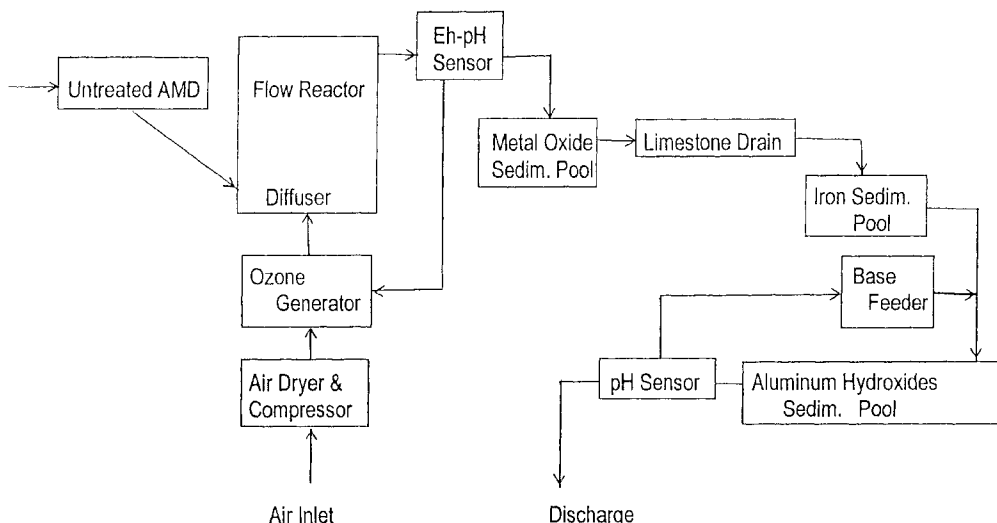 Untreated AMD
Flow Reactor
Diffuser
Eh-pH
Sensor
Metal Oxide
Sedim. Pool
Limestone Drain
Iron Sedim.
Pool
Ozone
Generator
Base
Feeder
Air Dryer &
Compressor
pH Sensor
Aluminum Hydroxides
Sedim. Pool
Air Inlet
Discharge